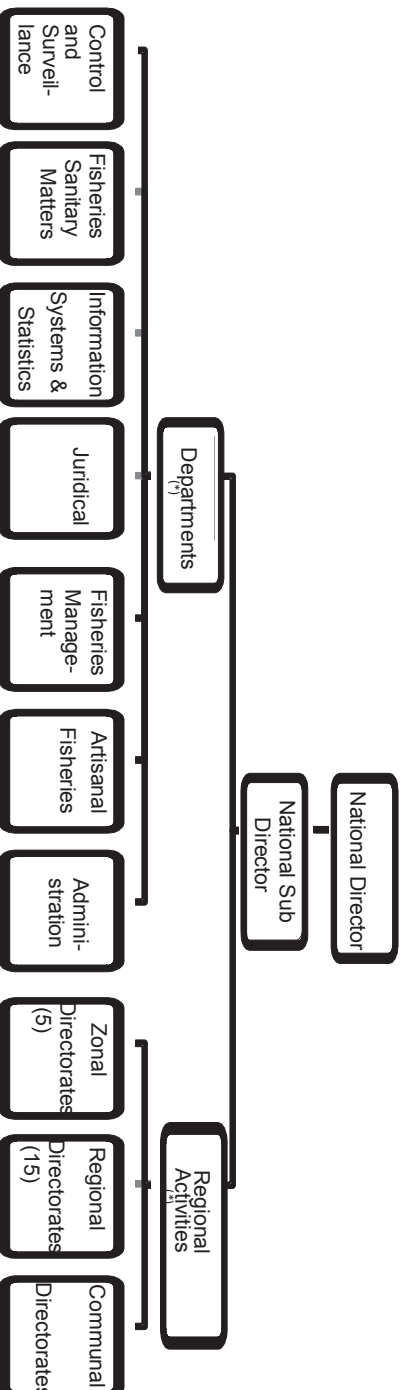 National Director
National Sub
Director
Departments
(*)
Regional
Activities
(*)
Control
and
Surveil-
lance
Fisheries
Sanitary
Matters
Information
Systems &
Statistics
Juridical
Fisheries
Manage-
ment
Artisanal
Fisheries
Admini-
stration
Zonal
Directorates
(5)
Regional
Directorates
(15)
Communal
Directorates